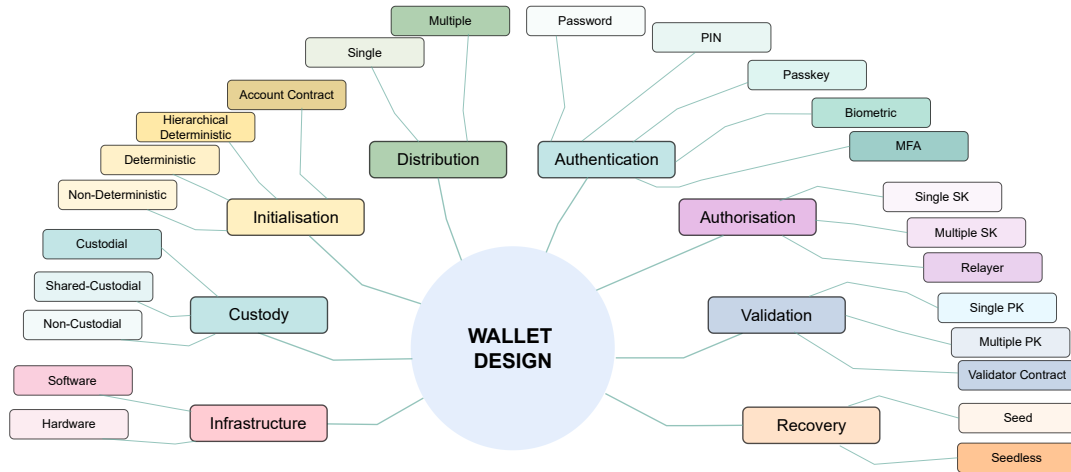 Multiple
Single
Account Contract
Hierarchical
Deterministic
Deterministic
Non-Deterministic
Distribution
Initialisation
Custodial
Shared-Custodial
Non-Custodial
Custody
Software
Hardware
Infrastructure
WALLET
DESIGN
Password
PIN
Passkey
Biometric
MFA
Authentication
Single SK
Multiple SK
Relayer
Authorisation
Single PK
Multiple PK
Validator Contract
Validation
Seed
Seedless
Recovery